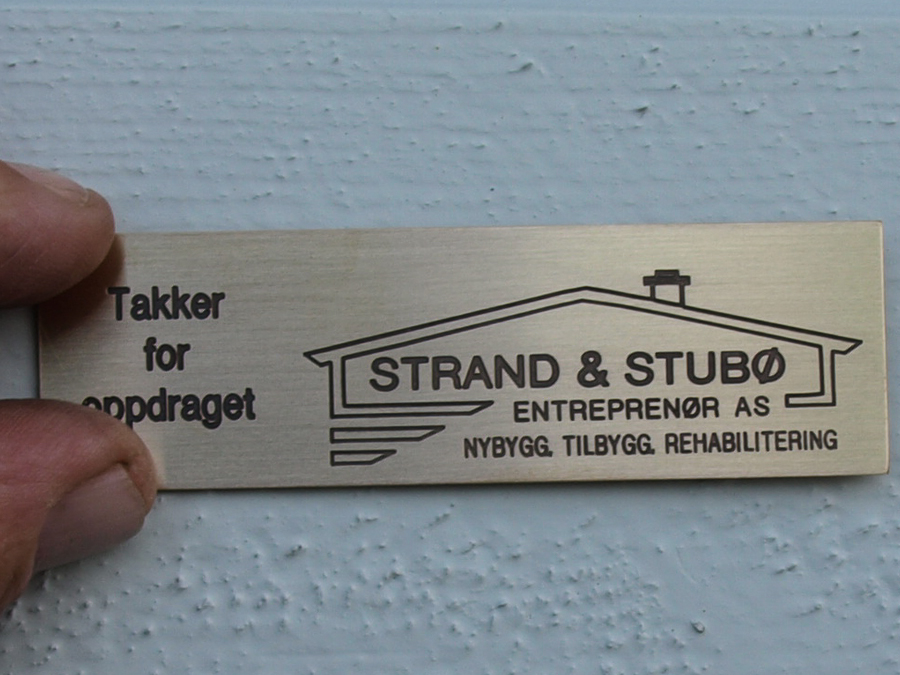 Takker
for
oppdraget
STRAND & STUBØ
ENTREPRENØR AS
NYBYGG, TILBYGG, REHABILITERING